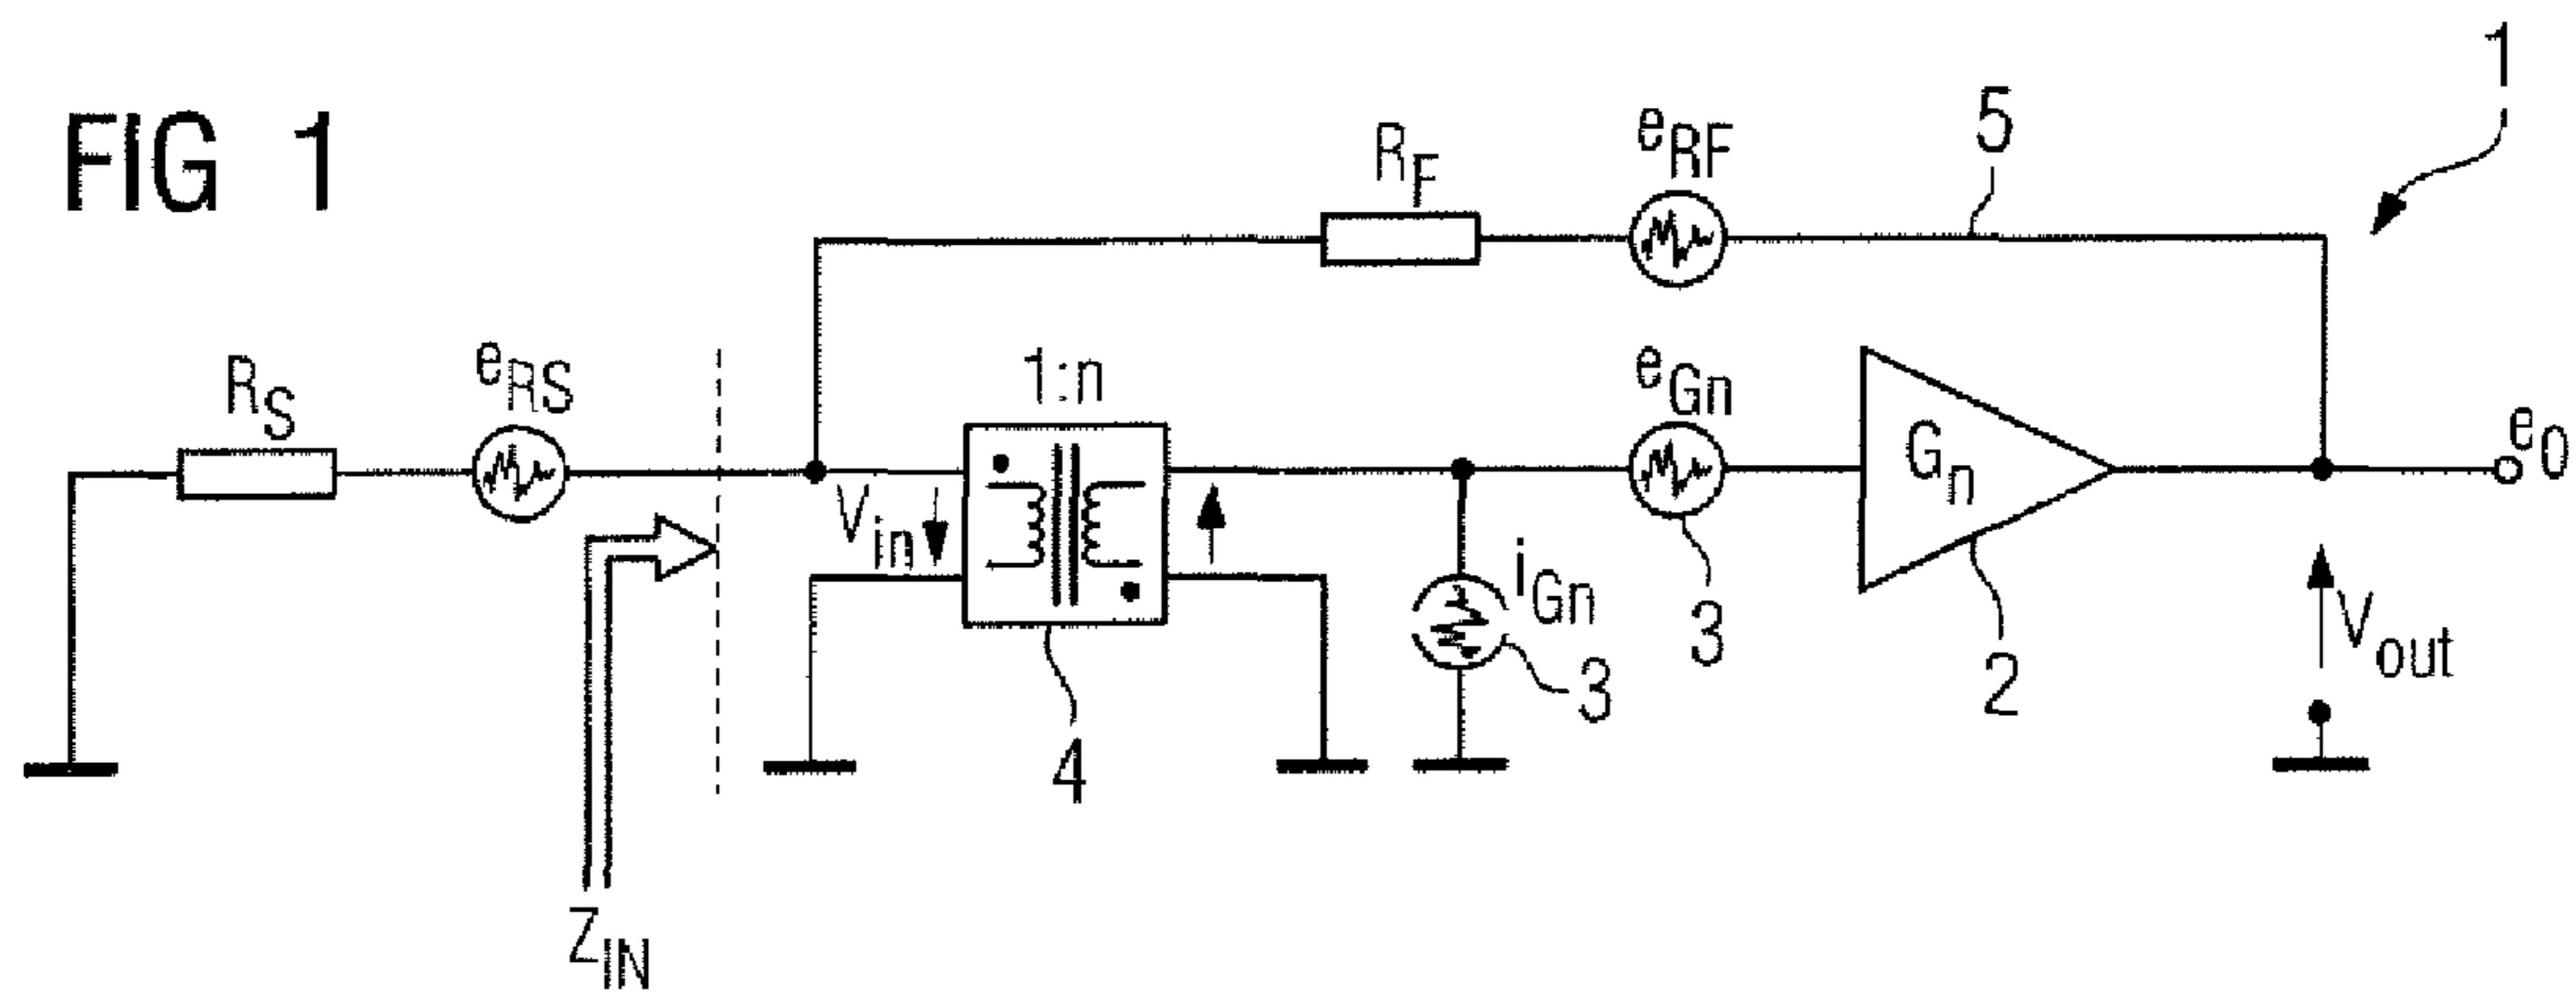 FIG 1
1
R_F
e_RF
5
R_S
e_RS
1:n
e_Gn
G_n
e_0
V_in
i_Gn
3
3
2
V_out
4
Z_IN